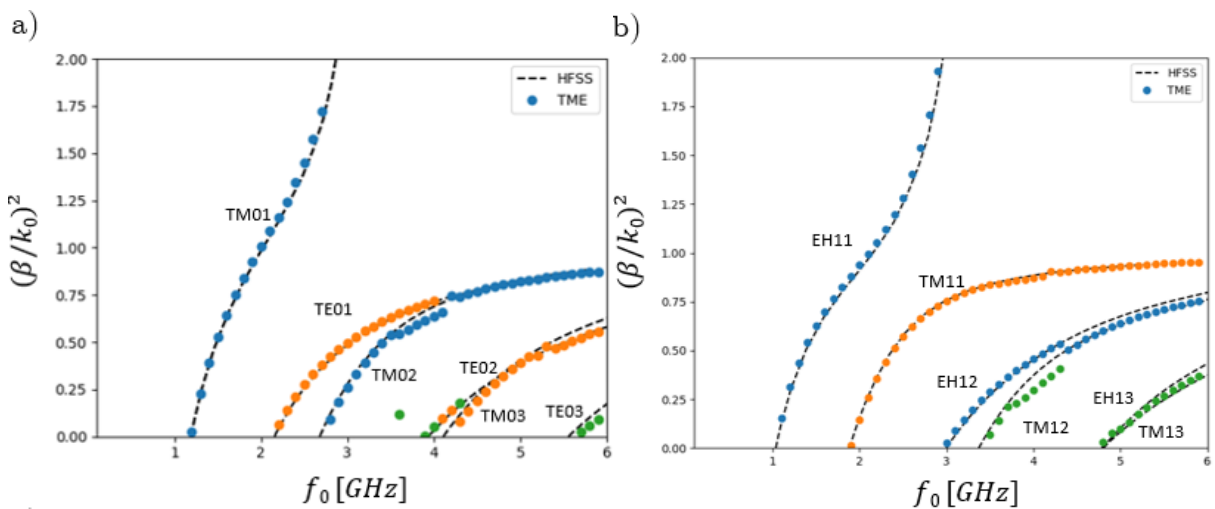 a)
2.00
1.75
1.50
1.25
1.00
0.75
0.50
0.25
0.00
(β/k₀)²
HFSS
TME
TM01
TE01
TM02
TE02
TM03
TE03
1 2 3 4 5 6
f₀ [GHz]
b)
2.00
1.75
1.50
1.25
1.00
0.75
0.50
0.25
0.00
(β/k₀)²
HFSS
TME
EH11
TM11
EH12
TM12
EH13
TM13
1 2 3 4 5 6
f₀ [GHz]